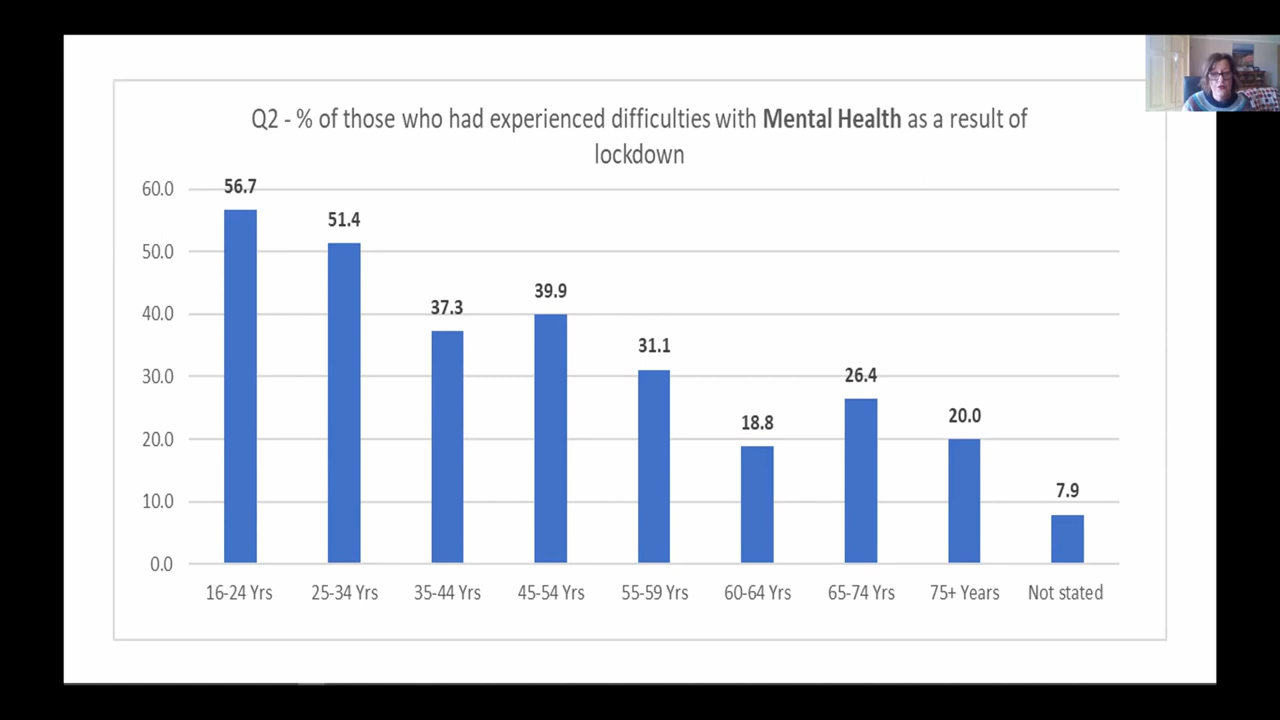 Q2 - % of those who had experienced difficulties with Mental Health as a result of
lockdown
60.0
50.0
40.0
30.0
20.0
10.0
0.0
56.7
51.4
37.3
39.9
31.1
18.8
26.4
20.0
7.9
16-24 Yrs
25-34 Yrs
35-44 Yrs
45-54 Yrs
55-59 Yrs
60-64 Yrs
65-74 Yrs
75+ Years
Not stated